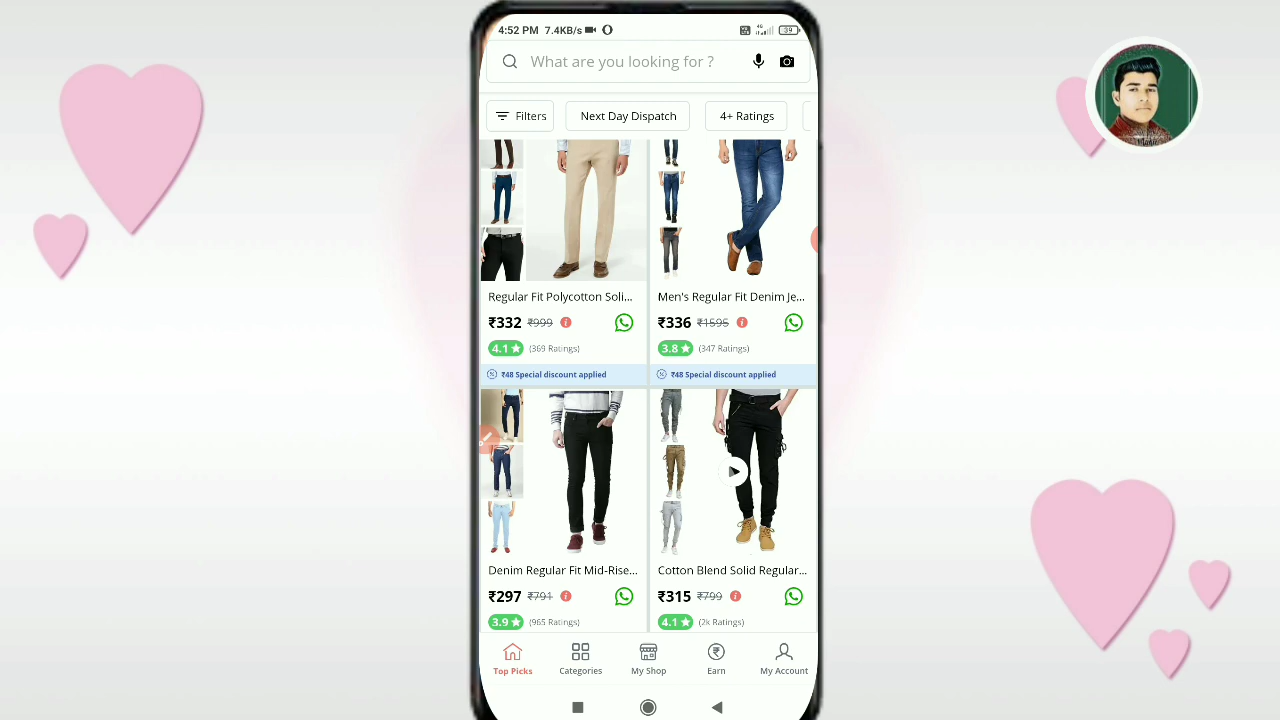 4:52 PM 7.4KB/s 4G 39
What are you looking for ?
Filters Next Day Dispatch 4+ Ratings
Regular Fit Polycotton Soli... Men's Regular Fit Denim Je...
₹332 ₹999 i ₹336 ₹1595 i
4.1★ (369 Ratings) 3.8★ (347 Ratings)
₹48 Special discount applied ₹48 Special discount applied
Denim Regular Fit Mid-Rise... Cotton Blend Solid Regular...
₹297 ₹791 i ₹315 ₹799 i
3.9★ (965 Ratings) 4.1★ (2k Ratings)
Top Picks Categories My Shop Earn My Account